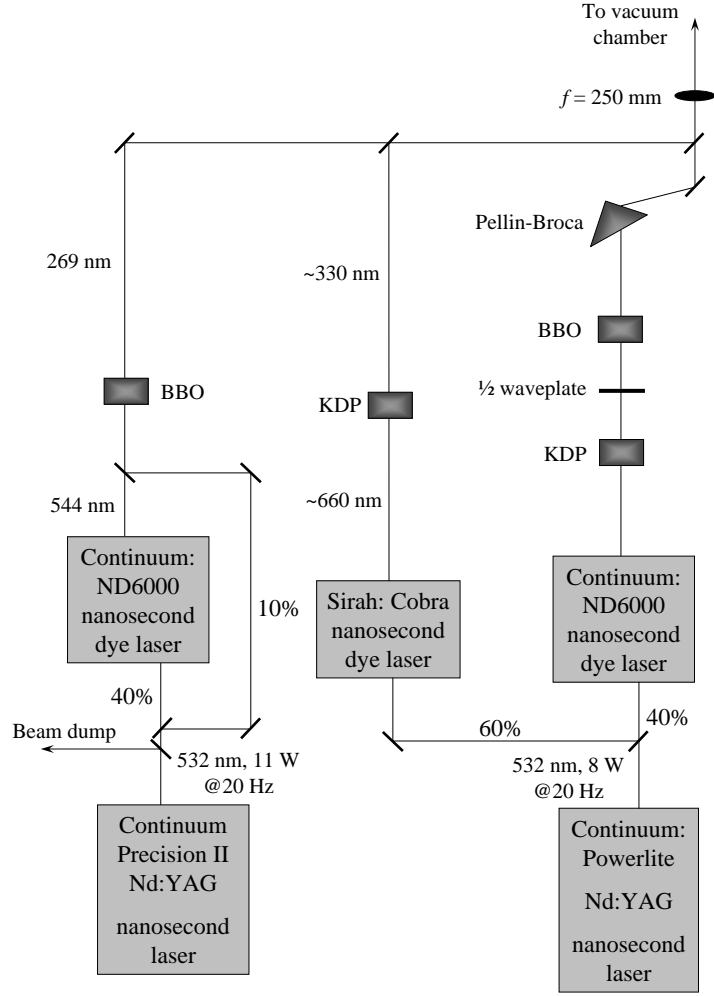 To vacuum
chamber
f = 250 mm
Pellin-Broca
269 nm
~330 nm
BBO
½ waveplate
BBO
KDP
KDP
544 nm
~660 nm
Continuum:
ND6000
nanosecond
dye laser
10%
Sirah: Cobra
nanosecond
dye laser
Continuum:
ND6000
nanosecond
dye laser
40%
Beam dump
60%
40%
532 nm, 11 W
@20 Hz
532 nm, 8 W
@20 Hz
Continuum
Precision II
Nd:YAG
nanosecond
laser
Continuum:
Powerlite
Nd:YAG
nanosecond
laser